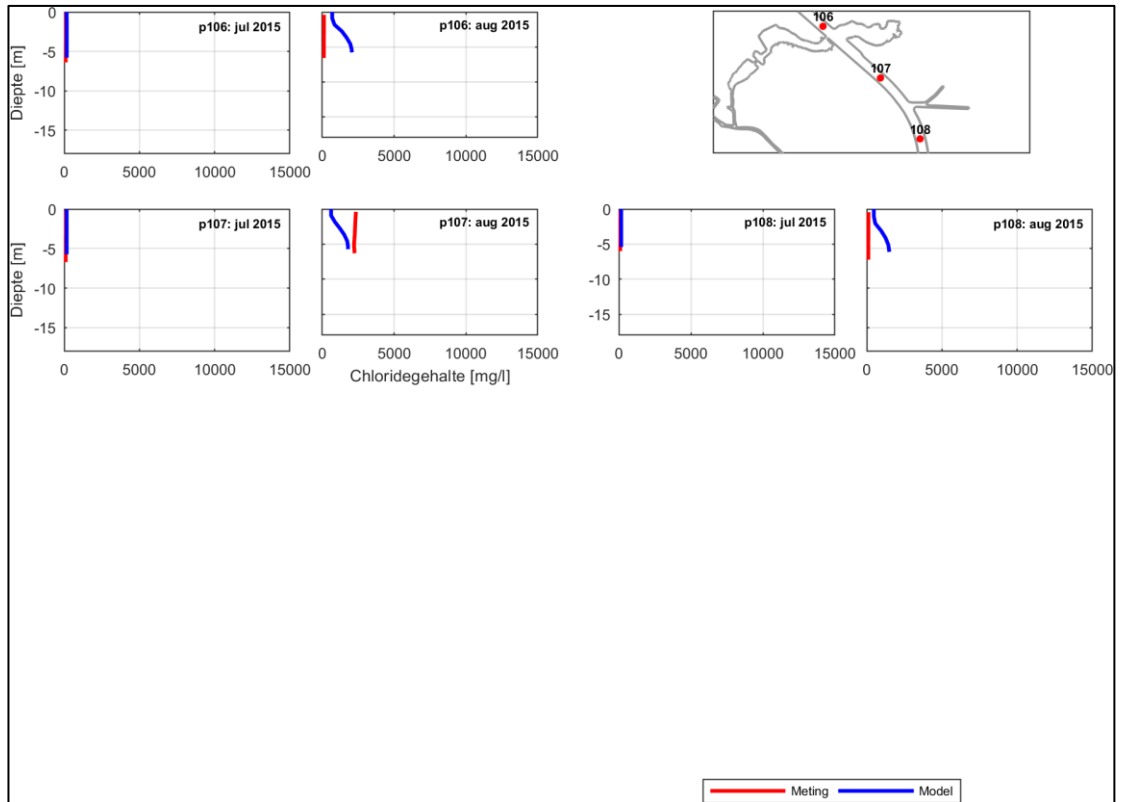 p106: jul 2015
Diepte [m]
0
-5
-10
-15
0 5000 10000 15000
p106: aug 2015
0 5000 10000 15000
106
107
108
p107: jul 2015
Diepte [m]
0
-5
-10
-15
0 5000 10000 15000
p107: aug 2015
0 5000 10000 15000
Chloridegehalte [mg/l]
p108: jul 2015
0
-5
-10
-15
0 5000 10000 15000
p108: aug 2015
0 5000 10000 15000
Meting Model